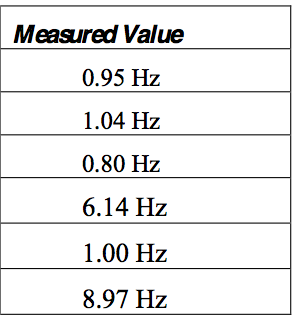 Measured Value
0.95 Hz
1.04 Hz
0.80 Hz
6.14 Hz
1.00 Hz
8.97 Hz